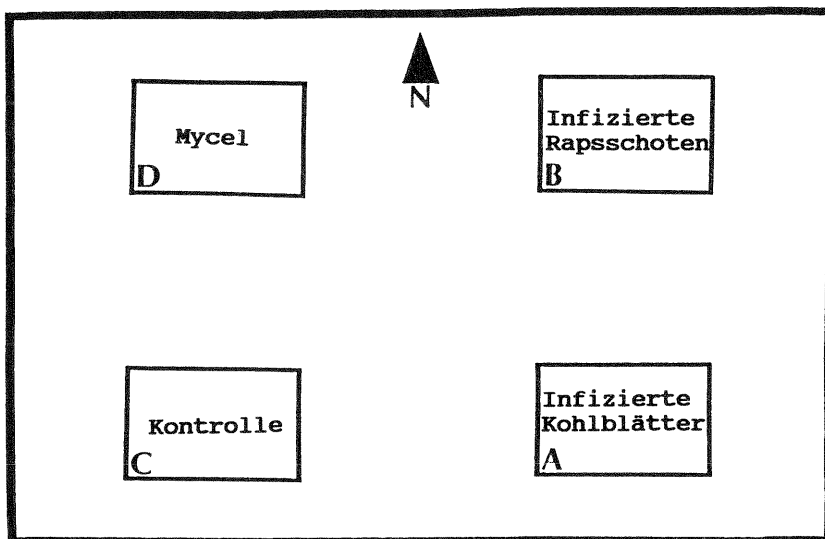 N
Mycel
D
Infizierte
Rapsschoten
B
Kontrolle
C
Infizierte
Kohlblätter
A